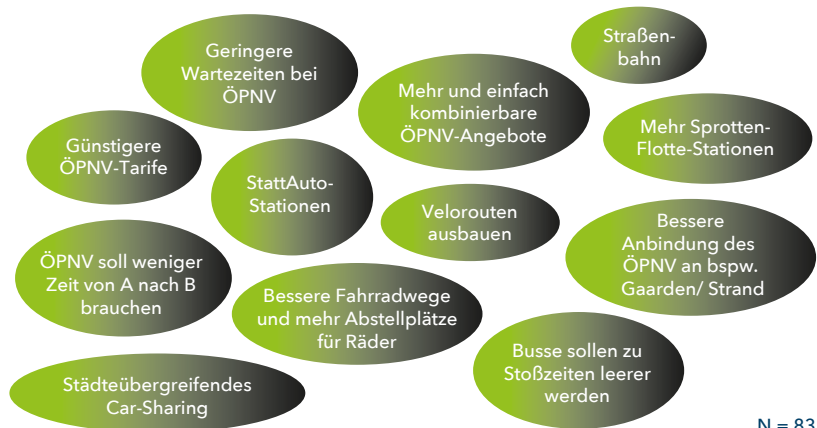 Geringere
Wartezeiten bei
ÖPNV
Straßen-
bahn
Mehr und einfach
kombinierbare
ÖPNV-Angebote
Mehr Sprotten-
Flotte-Stationen
Günstigere
ÖPNV-Tarife
StattAuto-
Stationen
Velorouten
ausbauen
Bessere
Anbindung des
ÖPNV an bspw.
Gaarden/ Strand
ÖPNV soll weniger
Zeit von A nach B
brauchen
Bessere Fahrradwege
und mehr Abstellplätze
für Räder
Busse sollen zu
Stoßzeiten leerer
werden
Städteübergreifendes
Car-Sharing
N = 83